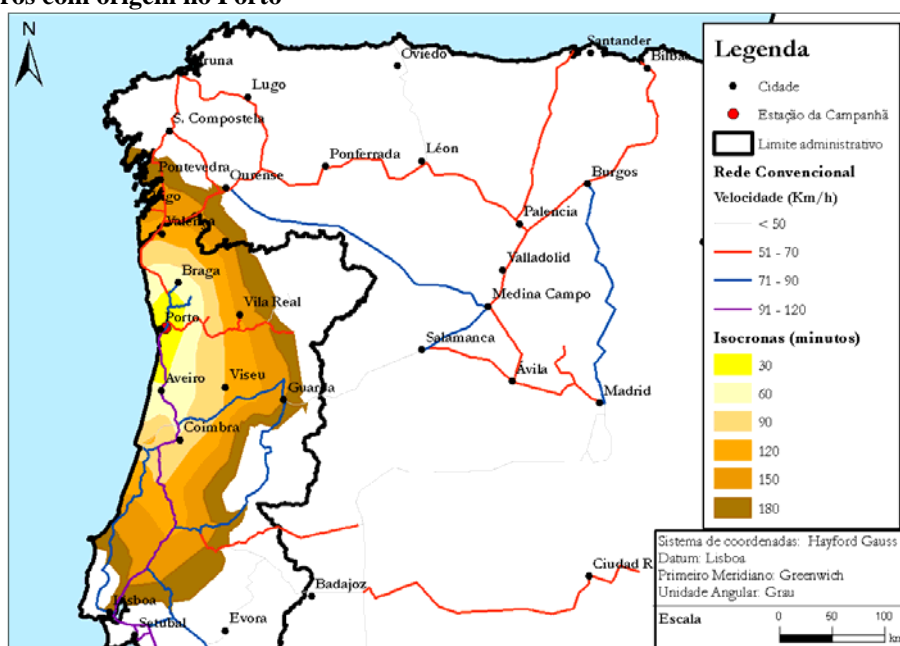 ros com origem no Porto
N
Santander
Bilbao
Oviedo
Lugo
S. Compostela
Léon
Ponferrada
Pontevedra
Ourense
Burgos
Vigo
Palencia
Valença
Valladolid
Braga
Medina Campo
Vila Real
Porto
Salamanca
Ávila
Aveiro
Viseu
Guarda
Madrid
Coimbra
Ciudad R
Badajoz
Lisboa
Evora
Setubal
Legenda
Cidade
Estação da Campanhã
Limite administrativo
Rede Convencional
Velocidade (Km/h)
< 50
51 - 70
71 - 90
91 - 120
Isocronas (minutos)
30
60
90
120
150
180
Sistema de coordenadas: Hayford Gauss
Datum: Lisboa
Primeiro Meridiano: Greenwich
Unidade Angular: Grau
Escala
0 50 100
km